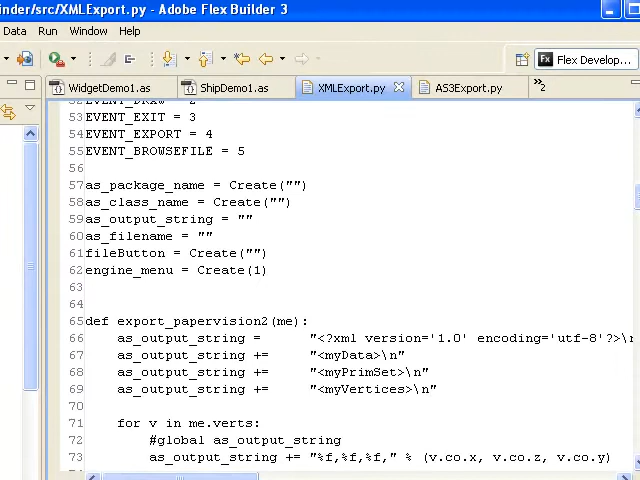 inder/src/XMLExport.py - Adobe Flex Builder 3
Data Run Window Help
Flex Develop...
WidgetDemo1.as ShipDemo1.as XMLExport.py AS3Export.py »2
52 EVENT_DRAW = 2
53 EVENT_EXIT = 3
54 EVENT_EXPORT = 4
55 EVENT_BROWSEFILE = 5
56
57 as_package_name = Create("")
58 as_class_name = Create("")
59 as_output_string = ""
60 as_filename = ""
61 fileButton = Create("")
62 engine_menu = Create(1)
63
64
65 def export_papervision2(me):
66 as_output_string = "<?xml version='1.0' encoding='utf-8'?>\n
67 as_output_string += "<myData>\n"
68 as_output_string += "<myPrimSet>\n"
69 as_output_string += "<myVertices>\n"
70
71 for v in me.verts:
72 #global as_output_string
73 as_output_string += "%f,%f,%f," % (v.co.x, v.co.z, v.co.y)